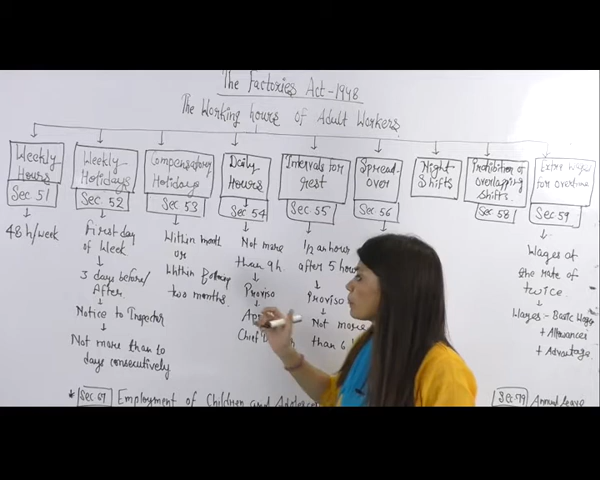 The Factories Act-1948
The Working hours of Adult Workers
Weekly
Hours
Sec 51
48 h/week
Weekly
Holidays
Sec 52
First day
of Week
3 days before/
After
Notice to Inspector
Not more than 10
days consecutively
Compensatory
Holidays
Sec 53
Within month
or
Within
two months
Daily
Hours
Sec 54
Not more
than 9h
Proviso
Chief
Intervals for
rest
Sec 55
1/2 an hour
after 5 hour
Proviso
Not more
than 6
Spread-
over
Sec 56
Night-
Shifts
Prohibition of
overlapping
shifts.
Sec 58
Extra wages
for overtime
Sec 59
Wages at
the rate of
twice
Wages - Basic Wages
+ Allowances
+ Advantage
* Sec 67 Employment of Children and
Sec 79 Annual Leave